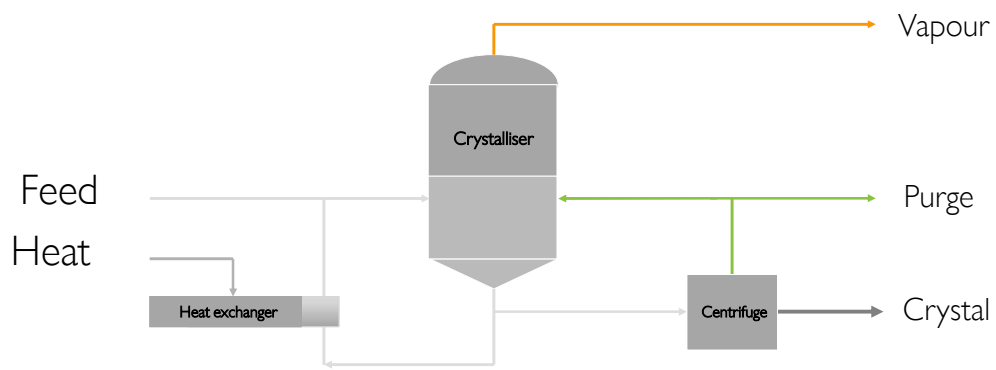 Vapour
Crystalliser
Feed
Purge
Heat
Heat exchanger
Centrifuge
Crystal